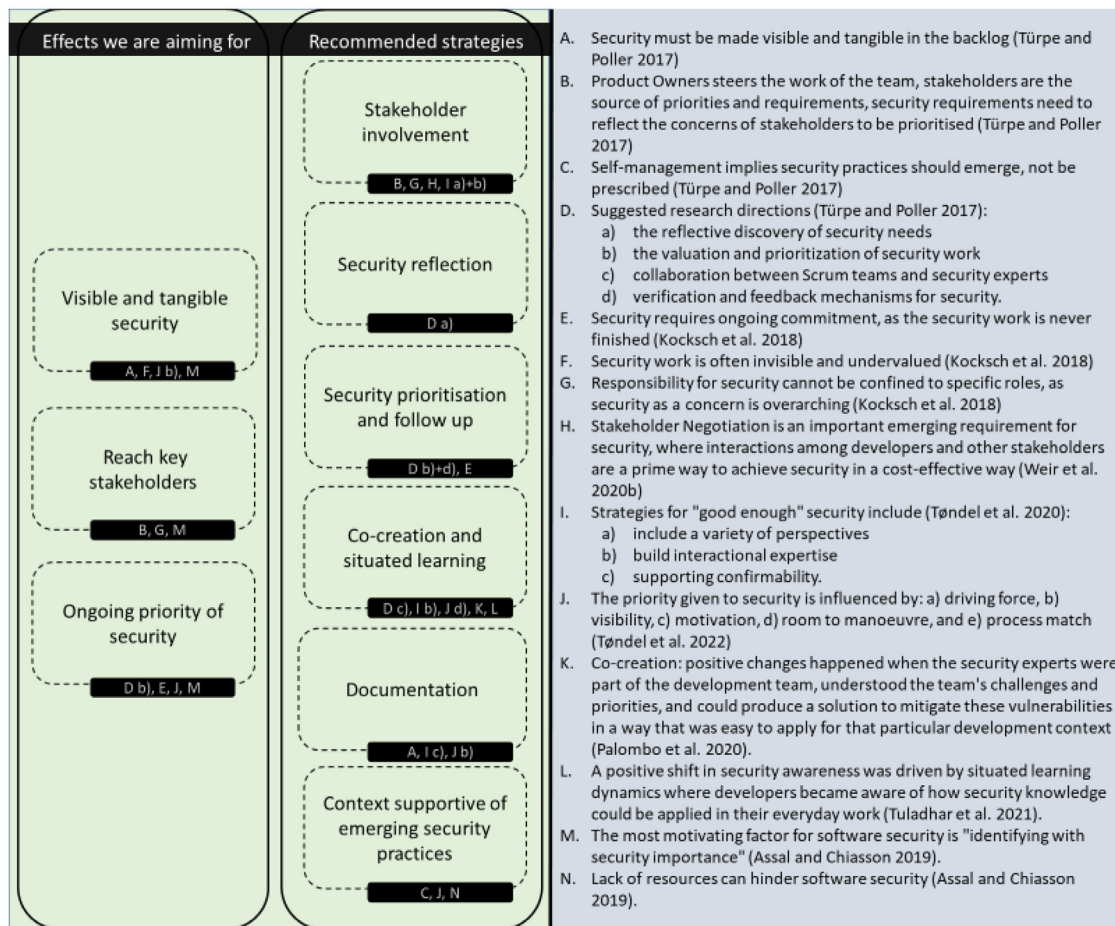 Effects we are aiming for
Visible and tangible
security
A, F, J b), M
Reach key
stakeholders
B, G, M
Ongoing priority of
security
D b), E, J, M
Recommended strategies
Stakeholder
involvement
B, G, H, I a)+b)
Security reflection
D a)
Security prioritisation
and follow up
D b)+d), E
Co-creation and
situated learning
D c), I b), J d), K, L
Documentation
A, I c), J b)
Context supportive of
emerging security
practices
C, J, N
A. Security must be made visible and tangible in the backlog (Türpe and
Poller 2017)
B. Product Owners steers the work of the team, stakeholders are the
source of priorities and requirements, security requirements need to
reflect the concerns of stakeholders to be prioritised (Türpe and Poller
2017)
C. Self-management implies security practices should emerge, not be
prescribed (Türpe and Poller 2017)
D. Suggested research directions (Türpe and Poller 2017):
a) the reflective discovery of security needs
b) the valuation and prioritization of security work
c) collaboration between Scrum teams and security experts
d) verification and feedback mechanisms for security.
E. Security requires ongoing commitment, as the security work is never
finished (Kocksch et al. 2018)
F. Security work is often invisible and undervalued (Kocksch et al. 2018)
G. Responsibility for security cannot be confined to specific roles, as
security as a concern is overarching (Kocksch et al. 2018)
H. Stakeholder Negotiation is an important emerging requirement for
security, where interactions among developers and other stakeholders
are a prime way to achieve security in a cost-effective way (Weir et al.
2020b)
I. Strategies for "good enough" security include (Tøndel et al. 2020):
a) include a variety of perspectives
b) build interactional expertise
c) supporting confirmability.
J. The priority given to security is influenced by: a) driving force, b)
visibility, c) motivation, d) room to manoeuvre, and e) process match
(Tøndel et al. 2022)
K. Co-creation: positive changes happened when the security experts were
part of the development team, understood the team's challenges and
priorities, and could produce a solution to mitigate these vulnerabilities
in a way that was easy to apply for that particular development context
(Palombo et al. 2020).
L. A positive shift in security awareness was driven by situated learning
dynamics where developers became aware of how security knowledge
could be applied in their everyday work (Tuladhar et al. 2021).
M. The most motivating factor for software security is "identifying with
security importance" (Assal and Chiasson 2019).
N. Lack of resources can hinder software security (Assal and Chiasson
2019).